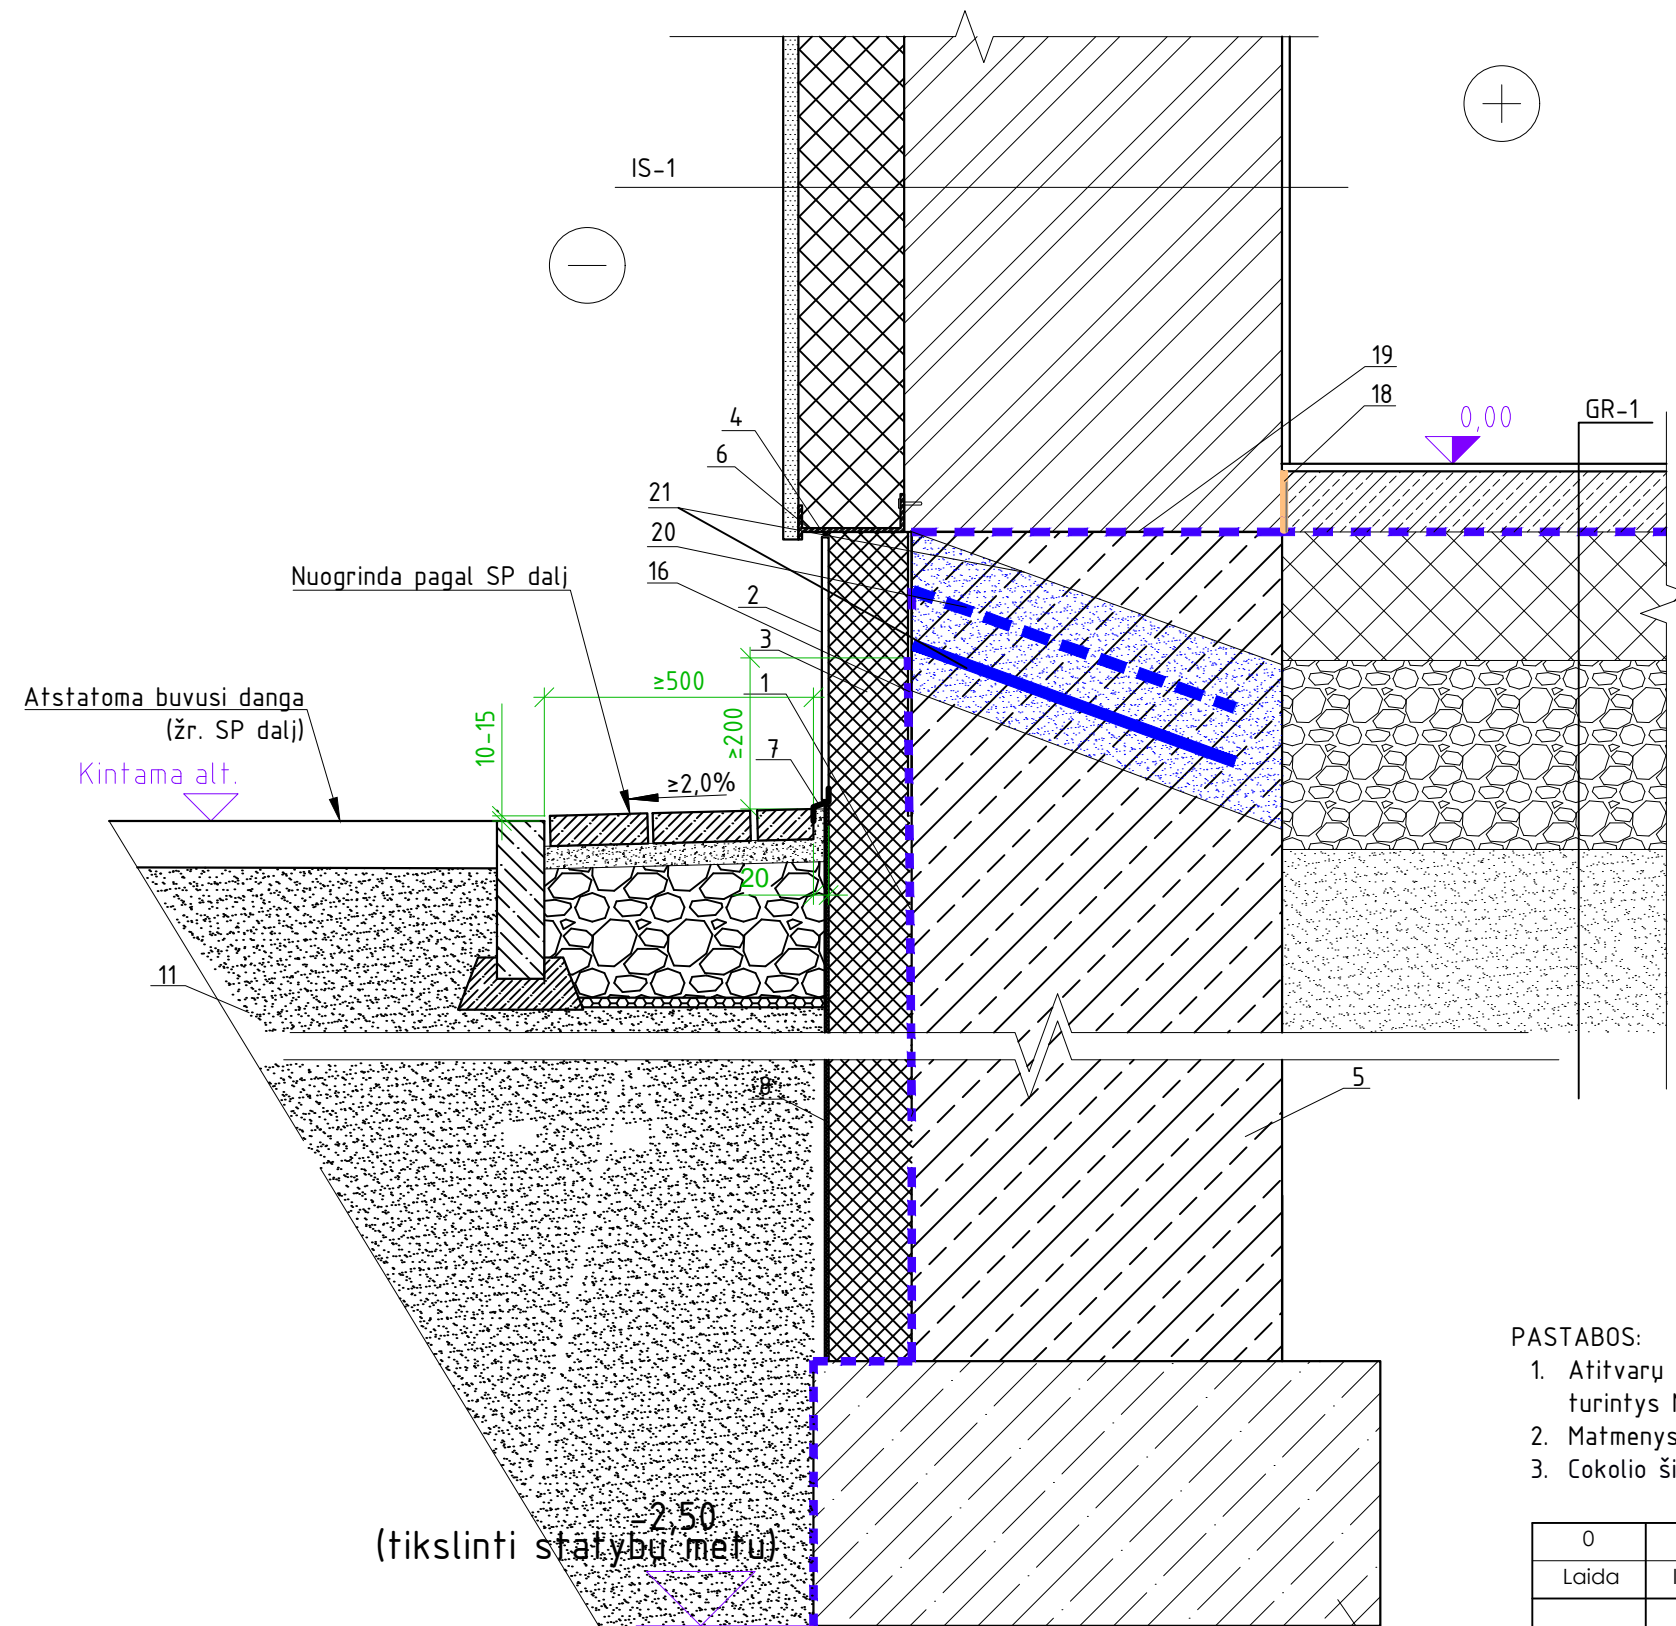 IS-1
19
18
GR-1
0,00
4
6
21
20
16
2
3
1
7
Nuogrinda pagal SP dalį
Atstatoma buvusi danga
(žr. SP dalį)
Kintama alt.
10-15
≥500
≥200
≥2,0%
20
11
8
5
-2,50
(tikslinti statybų metu)
PASTABOS:
1. Atitvarų
turintys
2. Matmenys
3. Cokolio ši
0
Laida